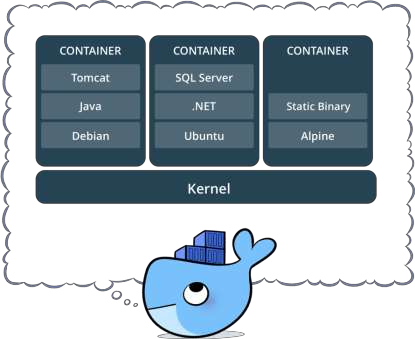 CONTAINER
Tomcat
Java
Debian
CONTAINER
SQL Server
.NET
Ubuntu
CONTAINER
Static Binary
Alpine
Kernel